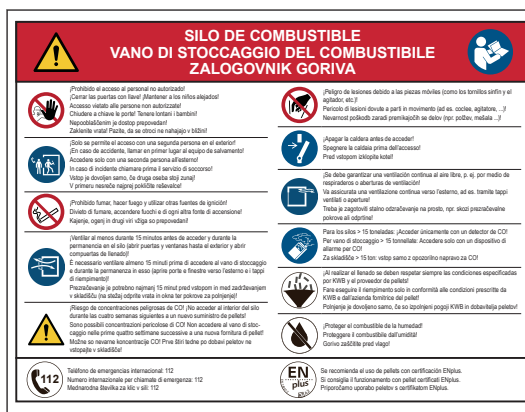 SILO DE COMBUSTIBLE
VANO DI STOCCAGGIO DEL COMBUSTIBILE
ZALOGOVNIK GORIVA
¡Prohibido el acceso al personal no autorizado!
¡Cerrar las puertas con llave! ¡Mantener a los niños alejados!
Accesso vietato alle persone non autorizzate!
Chiudere a chiave le porte! Tenere lontani i bambini!
Nepooblaščenim je dostop prepovedan!
Zaklenite vrata! Pazite, da se otroci ne nahajajo v bližini!
¡Solo se permite el acceso con una segunda persona en el exterior!
¡En caso de accidente, llamar en primer lugar al equipo de salvamento!
Accedere solo con una seconda persona all'esterno!
In caso di incidente chiamare prima il servizio di soccorso!
Vstop je dovoljen samo, če druga oseba stoji zunaj!
V primeru nesreče najprej pokličite reševalce!
¡Prohibido fumar, hacer fuego y utilizar otras fuentes de ignición!
Divieto di fumare, accendere fuochi e di ogni altra fonte di accensione!
Kajenje, ogenj in drugi viri vžiga so prepovedani!
¡Ventilar al menos durante 15 minutos antes de acceder y durante la
permanencia en el silo (abrir puertas y ventanas hasta el exterior y abrir
compuertas de llenado)!
È necessario ventilare almeno 15 minuti prima di accedere al vano di stoccaggio
e durante la permanenza in esso (aprire porte e finestre verso l'esterno e i tappi
di riempimento)!
Prezračevanje je potrebno najmanj 15 minut pred vstopom in med zadrževanjem
v skladišču (na stežaj odprite vrata in okna ter pokrove za polnjenje)!
¡Riesgo de concentraciones peligrosas de CO! ¡No acceder al interior del silo
durante las cuatro semanas siguientes a un nuevo suministro de pellets!
Sono possibili concentrazioni pericolose di CO! Non accedere al vano di stoc-
caggio nelle prime quattro settimane successive a una nuova fornitura di pellet!
Možne so nevarne koncentracije CO! Prve štiri tedne po dobavi peletov ne
vstopajte v skladišče!
112
Teléfono de emergencias internacional: 112
Numero internazionale per chiamate di emergenza: 112
Mednarodna številka za klic v sili: 112
¡Peligro de lesiones debido a las piezas móviles (como los tornillos sinfín y el
agitador, etc.)!
Pericolo di lesioni dovute a parti in movimento (ad es. coclee, agitatore, ...)!
Nevarnost poškodb zaradi premikajočih se delov (npr. polžev, mešala ...)!
¡Apagar la caldera antes de acceder!
Spegnere la caldaia prima dell'accesso!
Pred vstopom izklopite kotel!
¡Se debe garantizar una ventilación continua al aire libre, p. ej. por medio de
respiraderos o aberturas de ventilación!
Va assicurata una ventilazione continua verso l'esterno, ad es. tramite tappi
ventilati o aperture!
Treba je zagotoviti stalno odzračevanje na prosto, npr. skozi prezračevalne
pokrove ali odprtine!
Para los silos > 15 toneladas: ¡Acceder únicamente con un detector de CO!
Per vano di stoccaggio > 15 tonnellate: Accedere solo con un dispositivo di
allarme per CO!
Za skladišče > 15 ton: vstop samo z opozorilno napravo za CO!
¡Al realizar el llenado se deben respetar siempre las condiciones especificadas
por KWB y el proveedor de pellets!
Fare eseguire il riempimento solo in conformità alle condizioni prescritte da
KWB e dall'azienda fornitrice del pellet!
Polnjenje je dovoljeno samo, če so izpolnjeni pogoji KWB in dobavitelja peletov!
¡Proteger el combustible de la humedad!
Proteggere il combustibile dall'umidità!
Gorivo zaščitite pred vlago!
EN
plus
Se recomienda el uso de pellets con certificación ENplus.
Si consiglia il funzionamento con pellet certificati ENplus.
Priporočamo uporabo peletov s certifikatom ENplus.